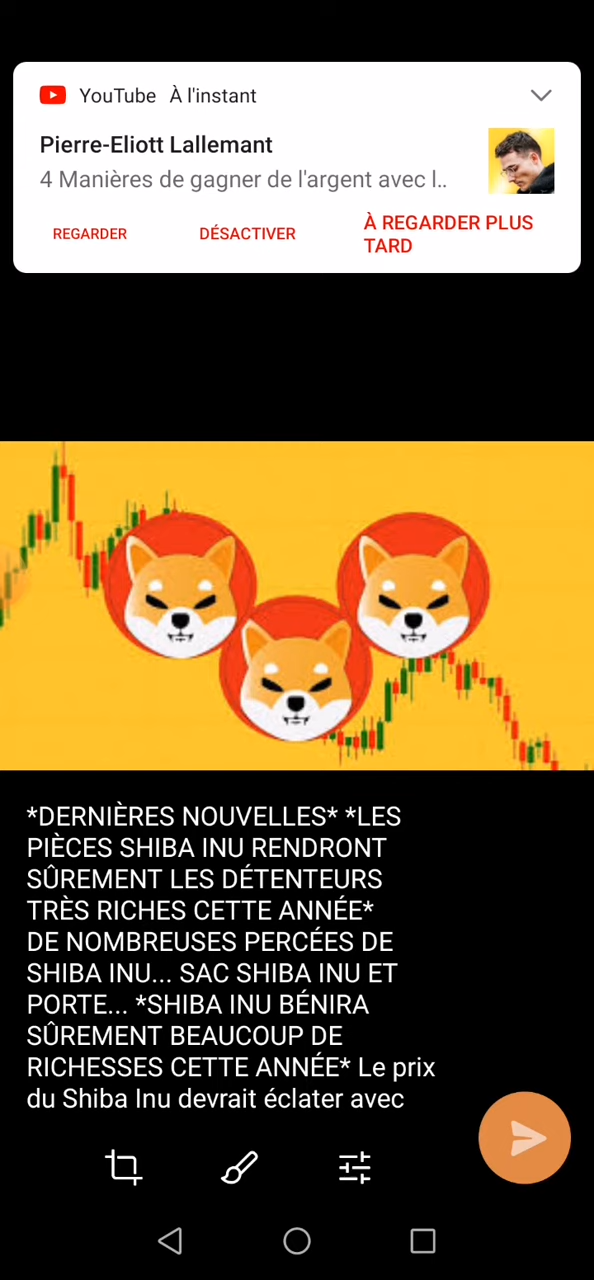 YouTube À l'instant
Pierre-Eliott Lallemant
4 Manières de gagner de l'argent avec l..
REGARDER
DÉSACTIVER
À REGARDER PLUS
TARD
*DERNIÈRES NOUVELLES* *LES
PIÈCES SHIBA INU RENDRONT
SÛREMENT LES DÉTENTEURS
TRÈS RICHES CETTE ANNÉE*
DE NOMBREUSES PERCÉES DE
SHIBA INU... SAC SHIBA INU ET
PORTE... *SHIBA INU BÉNIRA
SÛREMENT BEAUCOUP DE
RICHESSES CETTE ANNÉE* Le prix
du Shiba Inu devrait éclater avec